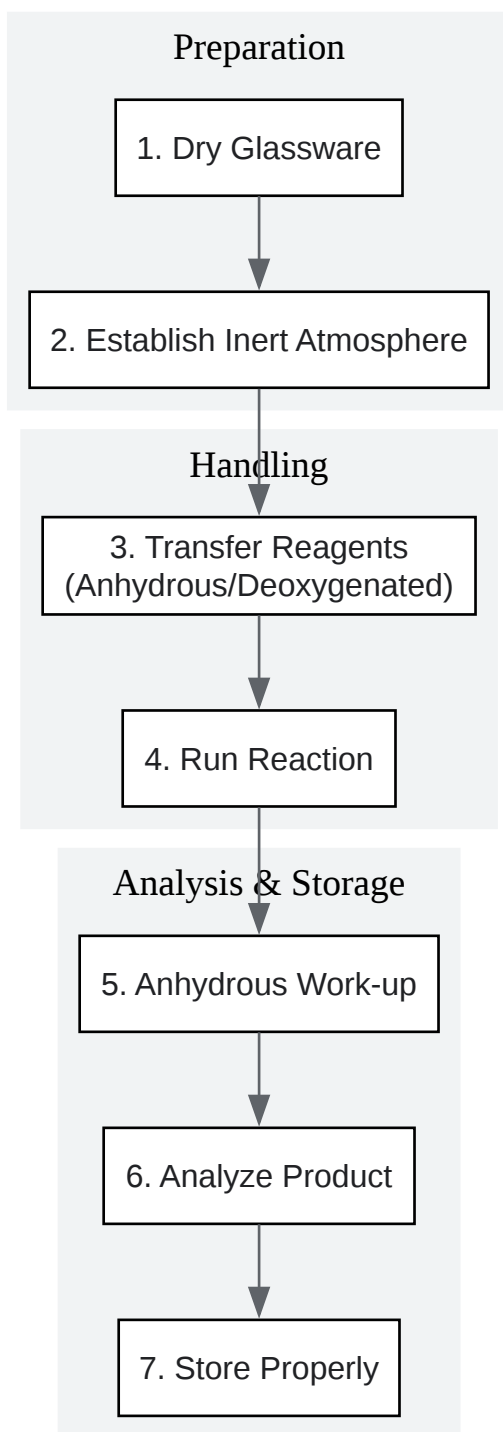 Preparation
1. Dry Glassware
2. Establish Inert Atmosphere
Handling
3. Transfer Reagents
(Anhydrous/Deoxygenated)
4. Run Reaction
Analysis & Storage
5. Anhydrous Work-up
6. Analyze Product
7. Store Properly